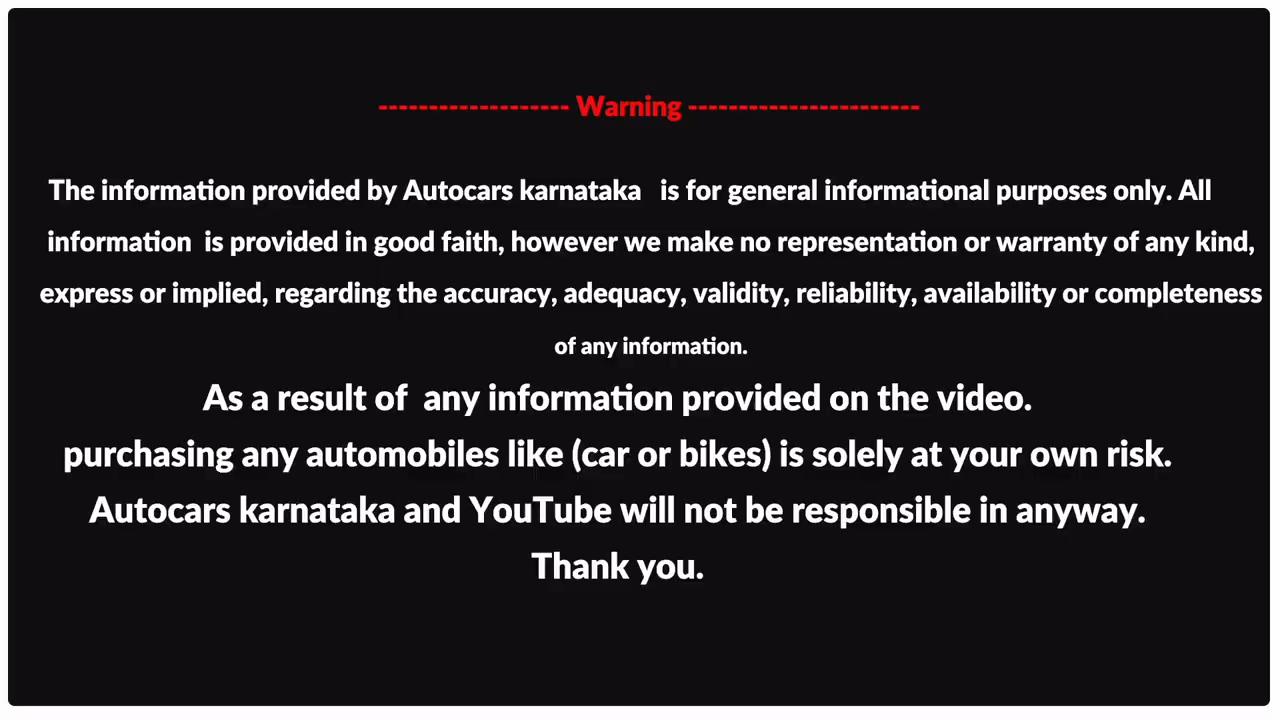 ------------------- Warning -----------------------
The information provided by Autocars karnataka   is for general informational purposes only. All
information  is provided in good faith, however we make no representation or warranty of any kind,
express or implied, regarding the accuracy, adequacy, validity, reliability, availability or completeness
of any information.
As a result of  any information provided on the video.
purchasing any automobiles like (car or bikes) is solely at your own risk.
Autocars karnataka and YouTube will not be responsible in anyway.
Thank you.